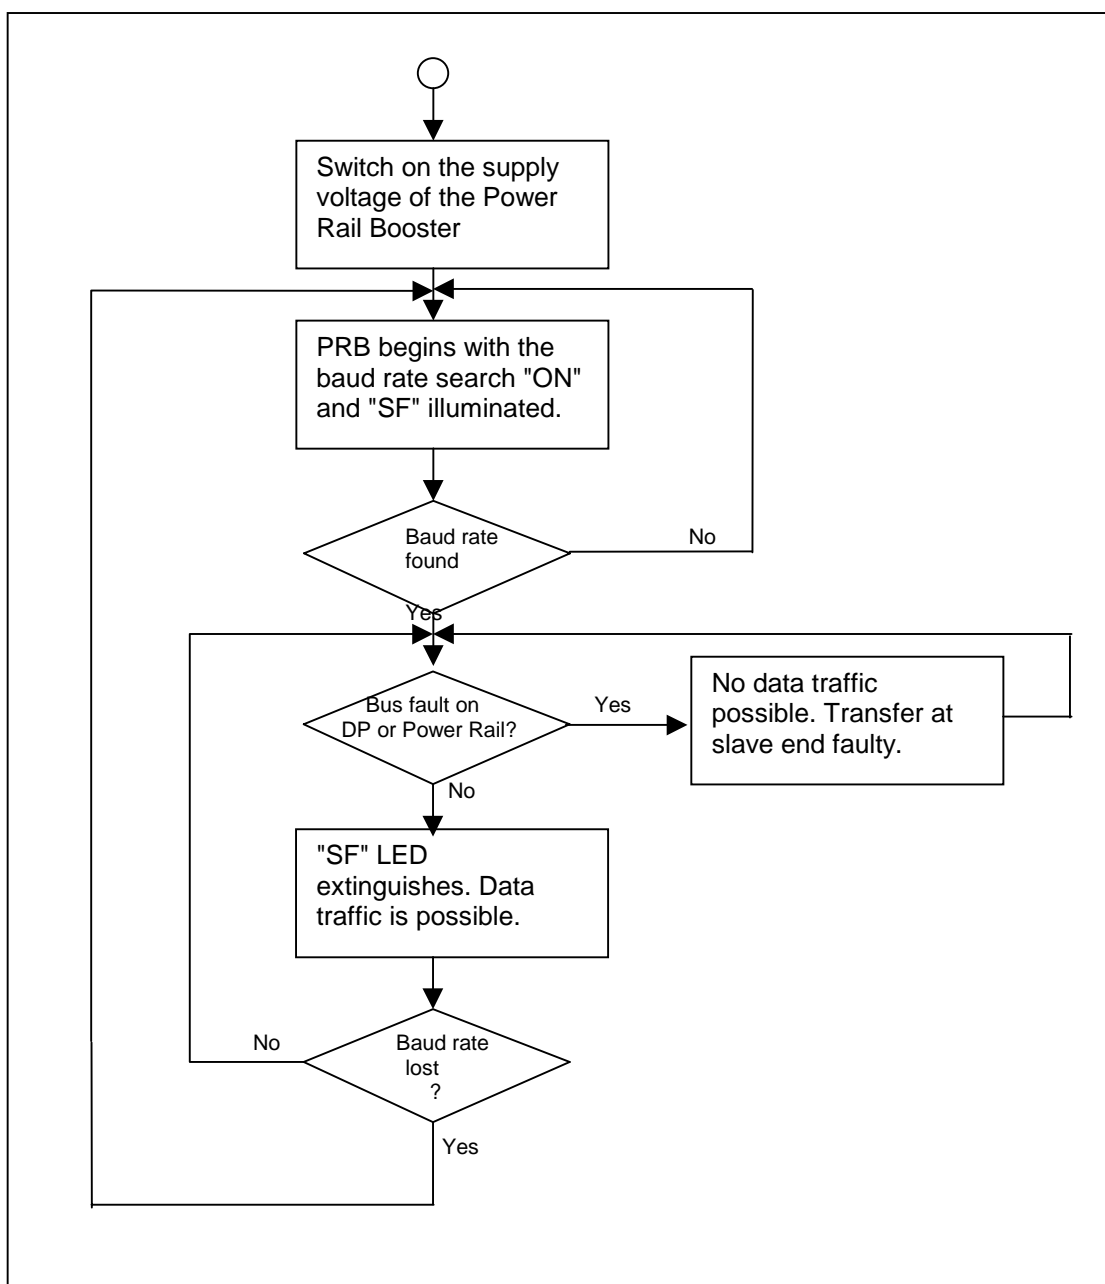 Switch on the supply
voltage of the Power
Rail Booster
PRB begins with the
baud rate search "ON"
and "SF" illuminated.
Baud rate
found
No
Yes
Bus fault on
DP or Power Rail?
Yes
No data traffic
possible. Transfer at
slave end faulty.
No
"SF" LED
extinguishes. Data
traffic is possible.
No
Baud rate
lost
?
Yes